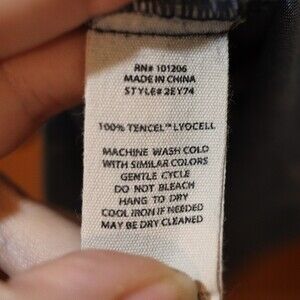 RN# 101206
MADE IN CHINA
STYLE# 2EY74
100% TENCEL™ LYOCELL
MACHINE WASH COLD
WITH SIMILAR COLORS
GENTLE CYCLE
DO NOT BLEACH
HANG TO DRY
COOL IRON IF NEEDED
MAY BE DRY CLEANED